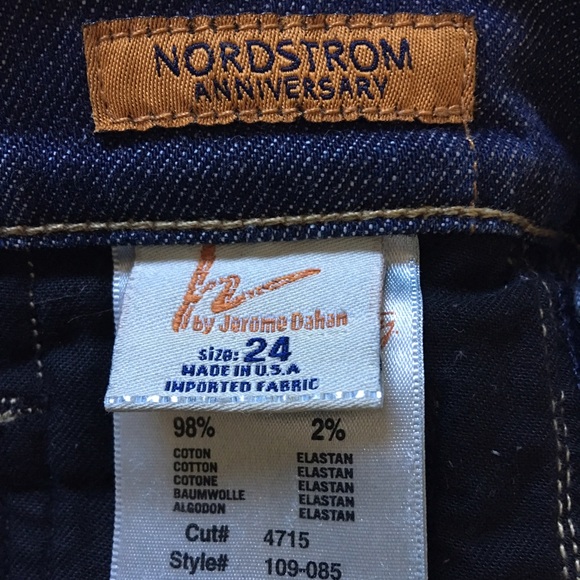 NORDSTROM
ANNIVERSARY
by Jerome Dahan
size: 24
MADE IN U.S.A
IMPORTED FABRIC
98% 2%
COTON ELASTAN
COTTON ELASTAN
COTONE ELASTAN
BAUMWOLLE ELASTAN
ALGODON ELASTAN
Cut# 4715
Style# 109-085